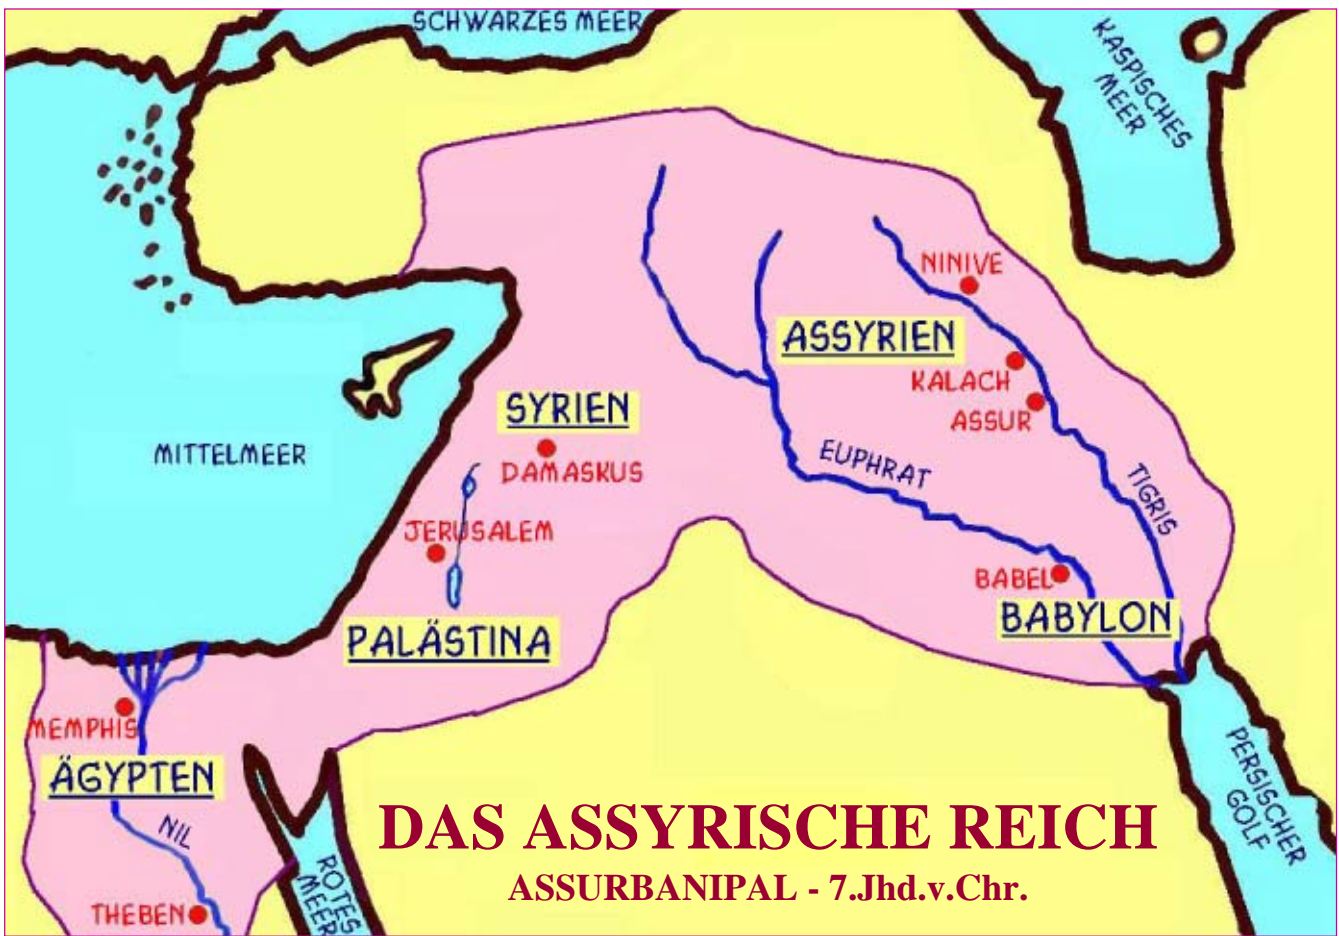 SCHWARZES MEER
KASPISCHES
MEER
NINIVE
ASSYRIEN
KALACH
ASSUR
SYRIEN
DAMASKUS
MITTELMEER
EUPHRAT
TIGRIS
JERUSALEM
BABEL
BABYLON
PALÄSTINA
MEMPHIS
ÄGYPTEN
NIL
THEBEN
ROTES
MEER
PERSISCHER
GOLF
DAS ASSYRISCHE REICH
ASSURBANIPAL - 7.Jhd.v.Chr.